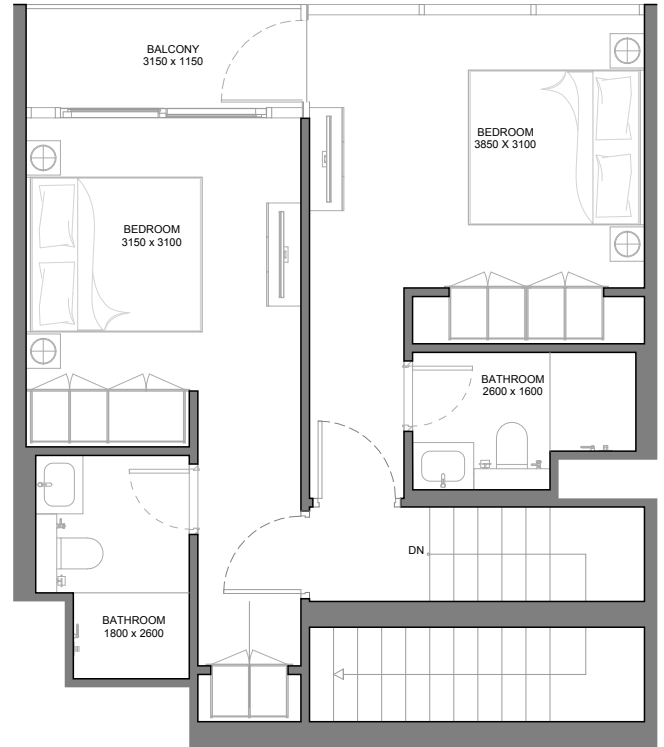 BALCONY
3150 x 1150
BEDROOM
3850 X 3100
BEDROOM
3150 x 3100
BATHROOM
2600 x 1600
DN
BATHROOM
1800 x 2600